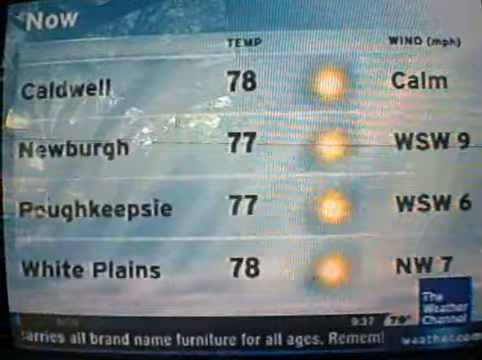 Now
TEMP WIND (mph)
Caldwell 78 Calm
Newburgh 77 WSW 9
Poughkeepsie 77 WSW 6
White Plains 78 NW 7
The Weather Channel
9:37 79°
carries all brand name furniture for all ages. Remem
weather.com